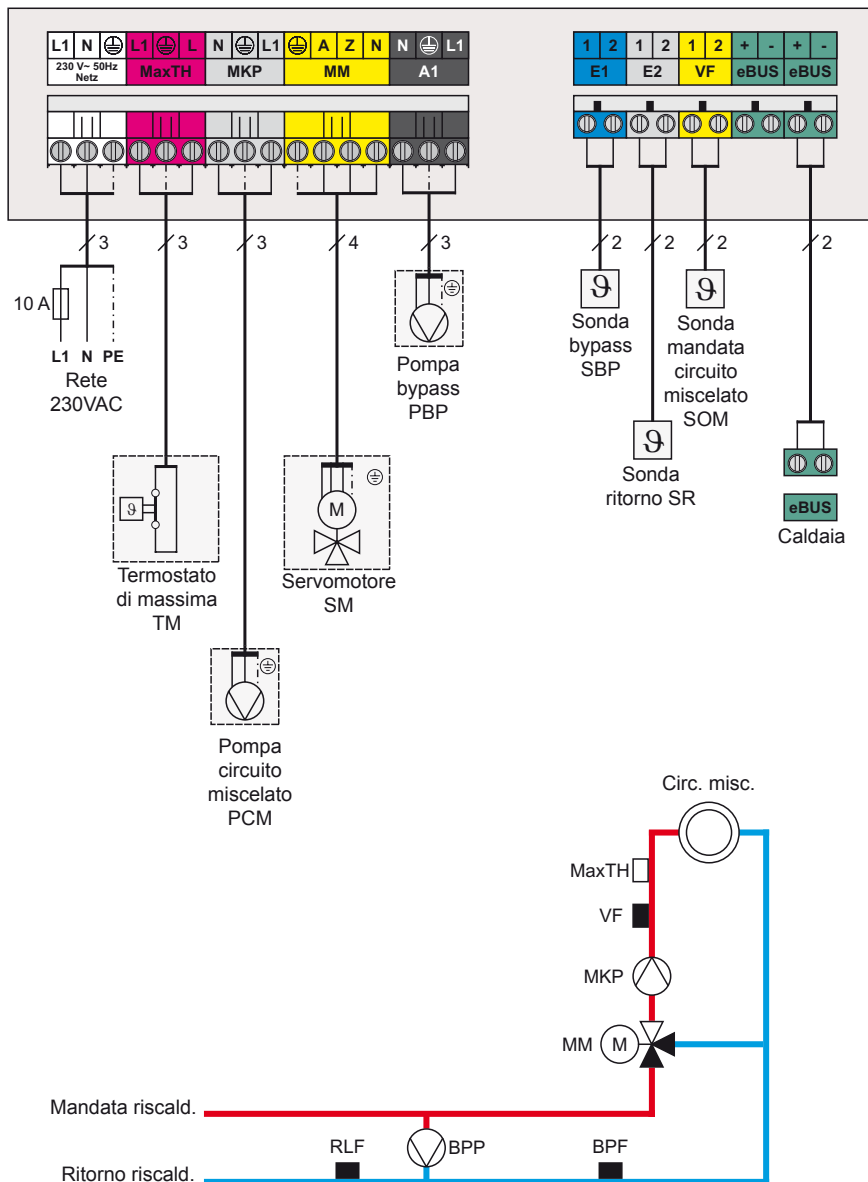 L1 N L1 L N L1 A Z N N L1
230 V~ 50Hz
Netz
MaxTH MKP MM A1
1 2 1 2 1 2 + - + -
E1 E2 VF eBUS eBUS
3 3 3 4 3 2 2 2 2
10 A
L1 N PE
Rete
230VAC
Pompa
bypass
PBP
ϑ
Sonda
bypass
SBP
ϑ
Sonda
mandata
circuito
miscelato
SOM
ϑ
Sonda
ritorno SR
eBUS
Caldaia
ϑ
Termostato
di massima
TM
M
Servomotore
SM
Pompa
circuito
miscelato
PCM
Circ. misc.
MaxTH
VF
MKP
MM M
Mandata riscald.
RLF BPP BPF
Ritorno riscald.